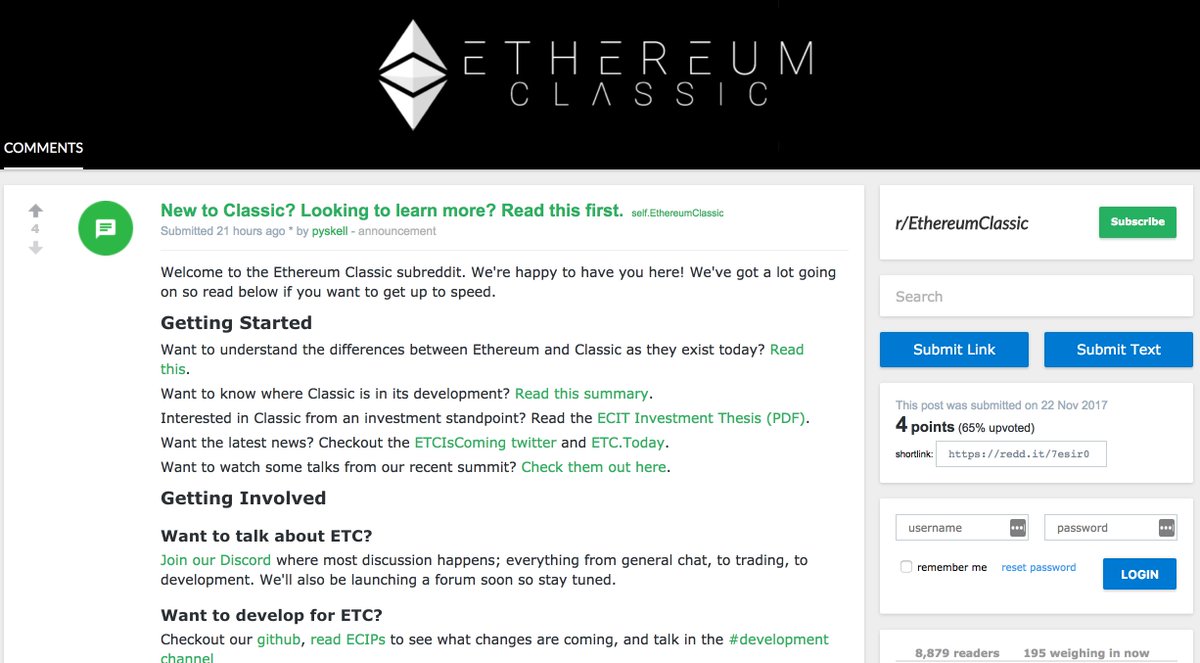 ETHEREUM
CLASSIC
COMMENTS
4
New to Classic? Looking to learn more? Read this first. self.EthereumClassic
Submitted 21 hours ago * by pyskell - announcement
Welcome to the Ethereum Classic subreddit. We're happy to have you here! We've got a lot going
on so read below if you want to get up to speed.
Getting Started
Want to understand the differences between Ethereum and Classic as they exist today? Read
this.
Want to know where Classic is in its development? Read this summary.
Interested in Classic from an investment standpoint? Read the ECIT Investment Thesis (PDF).
Want the latest news? Checkout the ETCIsComing twitter and ETC.Today.
Want to watch some talks from our recent summit? Check them out here.
Getting Involved
Want to talk about ETC?
Join our Discord where most discussion happens; everything from general chat, to trading, to
development. We'll also be launching a forum soon so stay tuned.
Want to develop for ETC?
Checkout our github, read ECIPs to see what changes are coming, and talk in the #development
channel
r/EthereumClassic
Subscribe
Search
Submit Link
Submit Text
This post was submitted on 22 Nov 2017
4 points (65% upvoted)
shortlink: https://redd.it/7esir0
username
password
remember me
reset password
LOGIN
8,879 readers
195 weighing in now